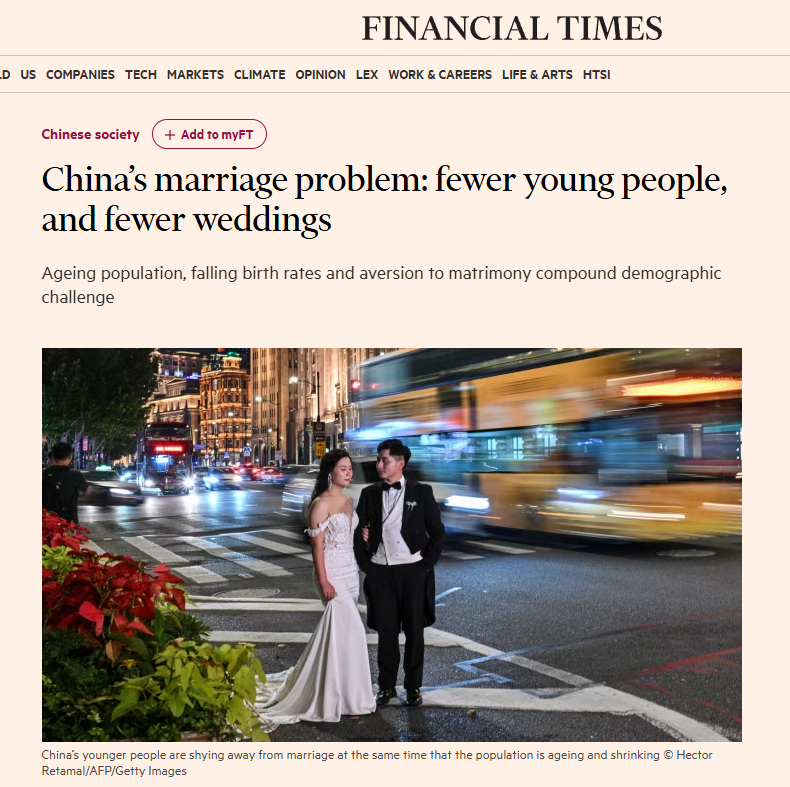 FINANCIAL TIMES
LD US COMPANIES TECH MARKETS CLIMATE OPINION LEX WORK & CAREERS LIFE & ARTS HTSI
Chinese society
+ Add to myFT
China’s marriage problem: fewer young people,
and fewer weddings
Ageing population, falling birth rates and aversion to matrimony compound demographic
challenge
China’s younger people are shying away from marriage at the same time that the population is ageing and shrinking © Hector
Retamal/AFP/Getty Images